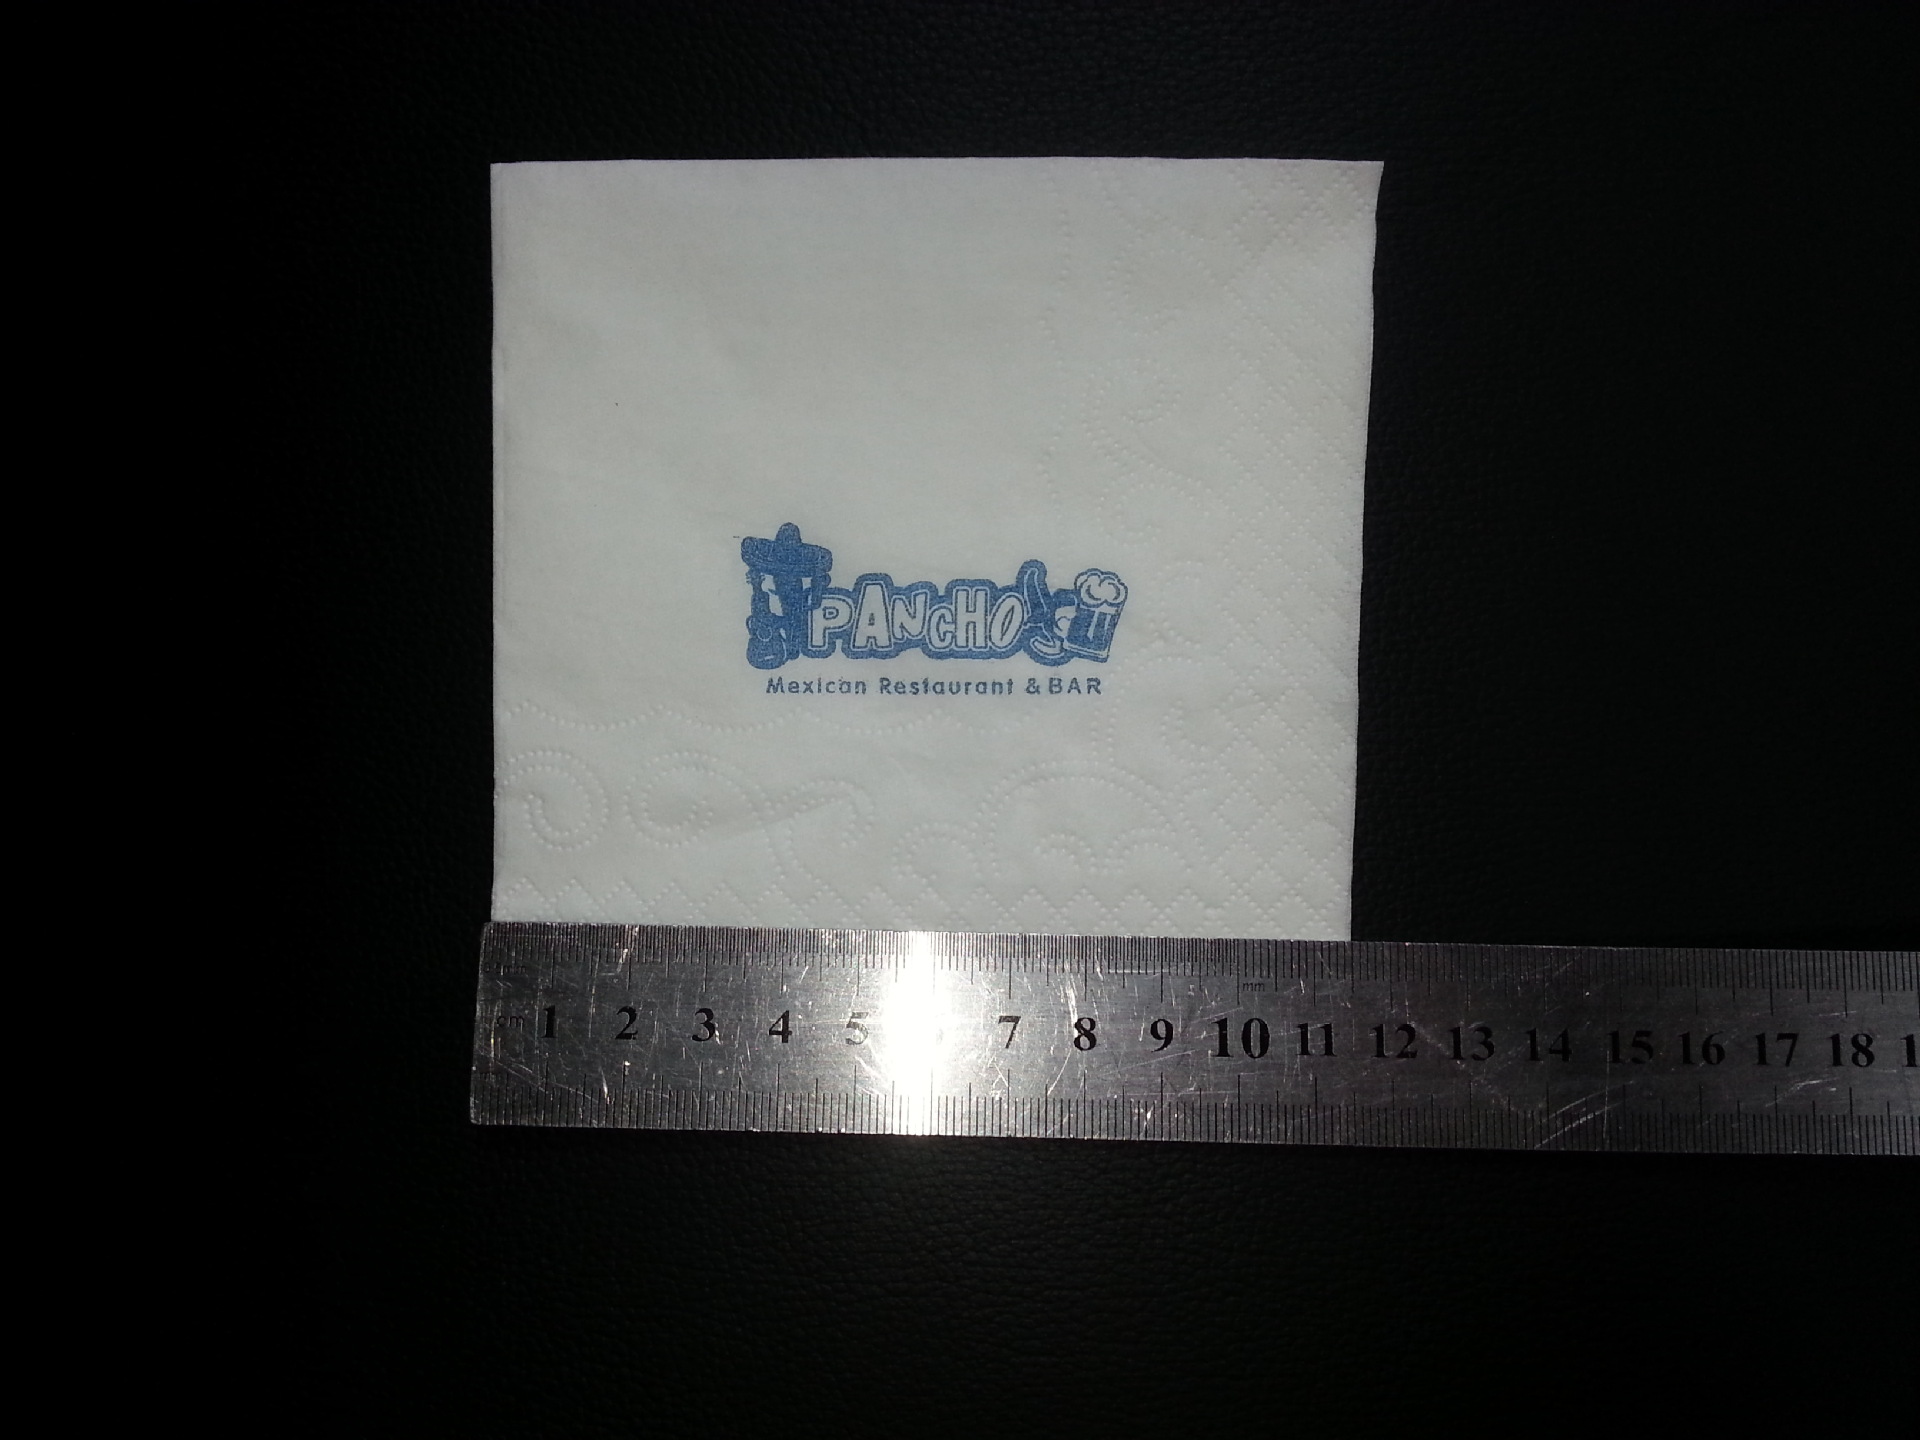 PANCHO
Mexican Restaurant & BAR
mm
cm 1 2 3 4 5 7 8 9 10 11 12 13 14 15 16 17 18